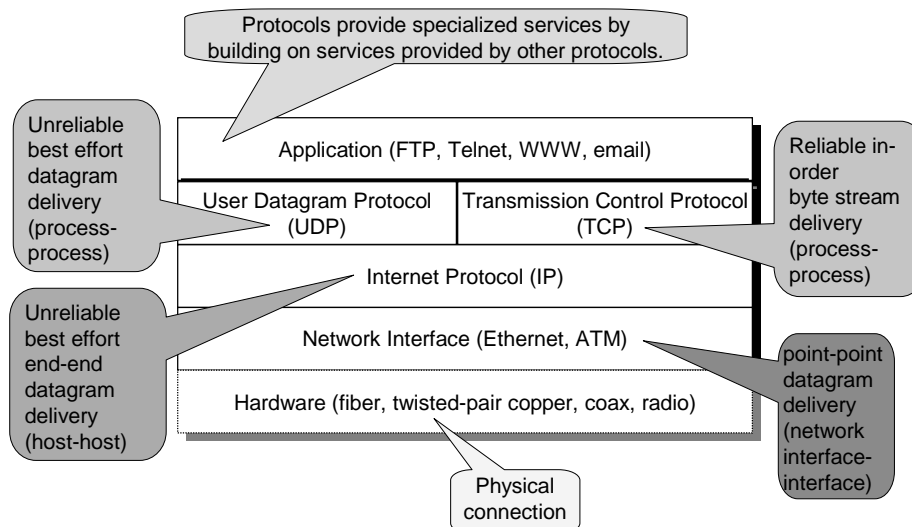 Protocols provide specialized services by
building on services provided by other protocols.
Unreliable
best effort
datagram
delivery
(process-
process)
Application (FTP, Telnet, WWW, email)
Reliable in-
order
byte stream
delivery
(process-
process)
User Datagram Protocol
(UDP)
Transmission Control Protocol
(TCP)
Internet Protocol (IP)
Unreliable
best effort
end-end
datagram
delivery
(host-host)
Network Interface (Ethernet, ATM)
point-point
datagram
delivery
(network
interface-
interface)
Hardware (fiber, twisted-pair copper, coax, radio)
Physical
connection